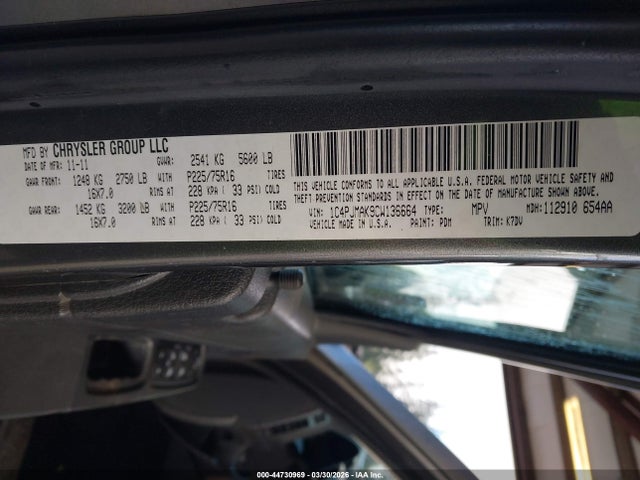 MFD BY CHRYSLER GROUP LLC
DATE OF MFR: 11-11 GVWR: 2541 KG 5600 LB
GAWR FRONT: 1248 KG 2750 LB WITH P225/75R16 TIRES
16X7.0 RIMS AT 228 KPA ( 33 PSI) COLD
GAWR REAR: 1452 KG 3200 LB WITH P225/75R16 TIRES
16X7.0 RIMS AT 228 KPA ( 33 PSI) COLD
THIS VEHICLE CONFORMS TO ALL APPLICABLE U.S.A. FEDERAL MOTOR VEHICLE SAFETY AND
THEFT PREVENTION STANDARDS IN EFFECT ON THE DATE OF MANUFACTURE SHOWN ABOVE.
VIN: 1C4PJMAK9CW136664 TYPE: MPV MDH: 112910 654AA
VEHICLE MADE IN U.S.A. PAINT: PDM TRIM: K7DV
000-44730969 | 03/30/2026 | IAA Inc.